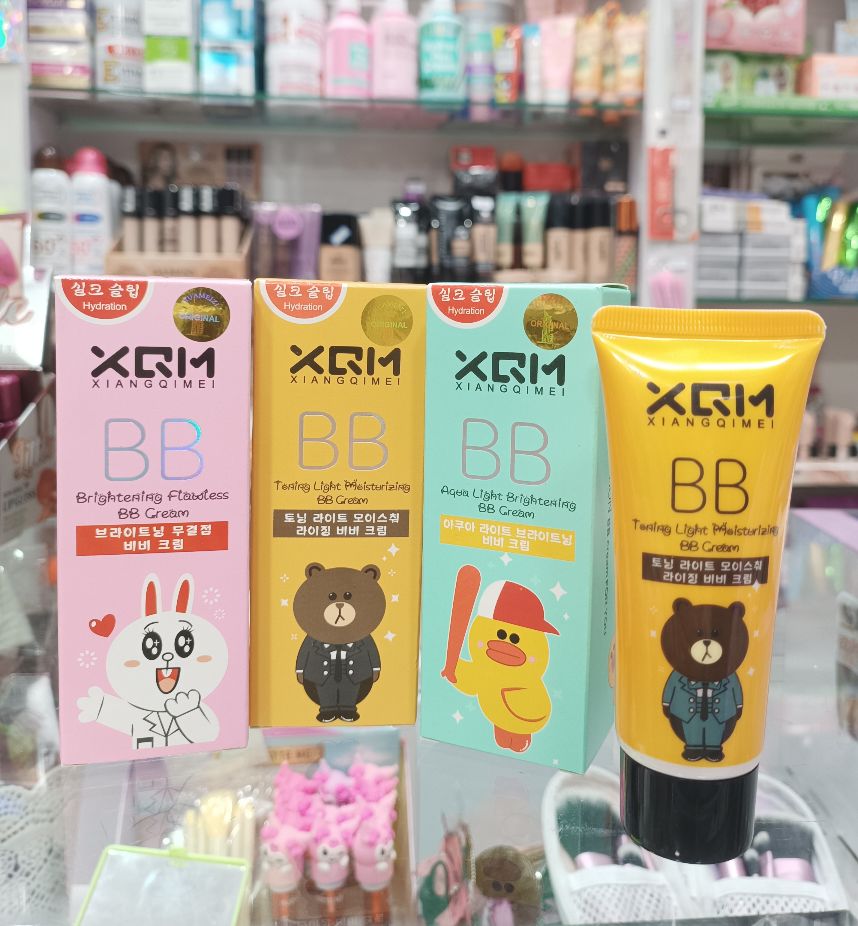 싴크 슬립
Hydration
ORIGINAL
XQM
XIANGQIMEI
BB
Brightening Flawless
BB Cream
브라이트닝 무결점
비비 크림
싴크 슬립
Hydration
ORIGINAL
XQM
XIANGQIMEI
BB
Toning Light Moisturizing
BB Cream
토닝 라이트 모이스춰
라이징 비비 크림
싴크 슬립
Hydration
ORIGINAL
XQM
XIANGQIMEI
BB
Aqua Light Brightening
BB Cream
아쿠아 라이트 브라이트닝
비비 크림
XQM
XIANGQIMEI
BB
Toning Light Moisturizing
BB Cream
토닝 라이트 모이스춰
라이징 비비 크림